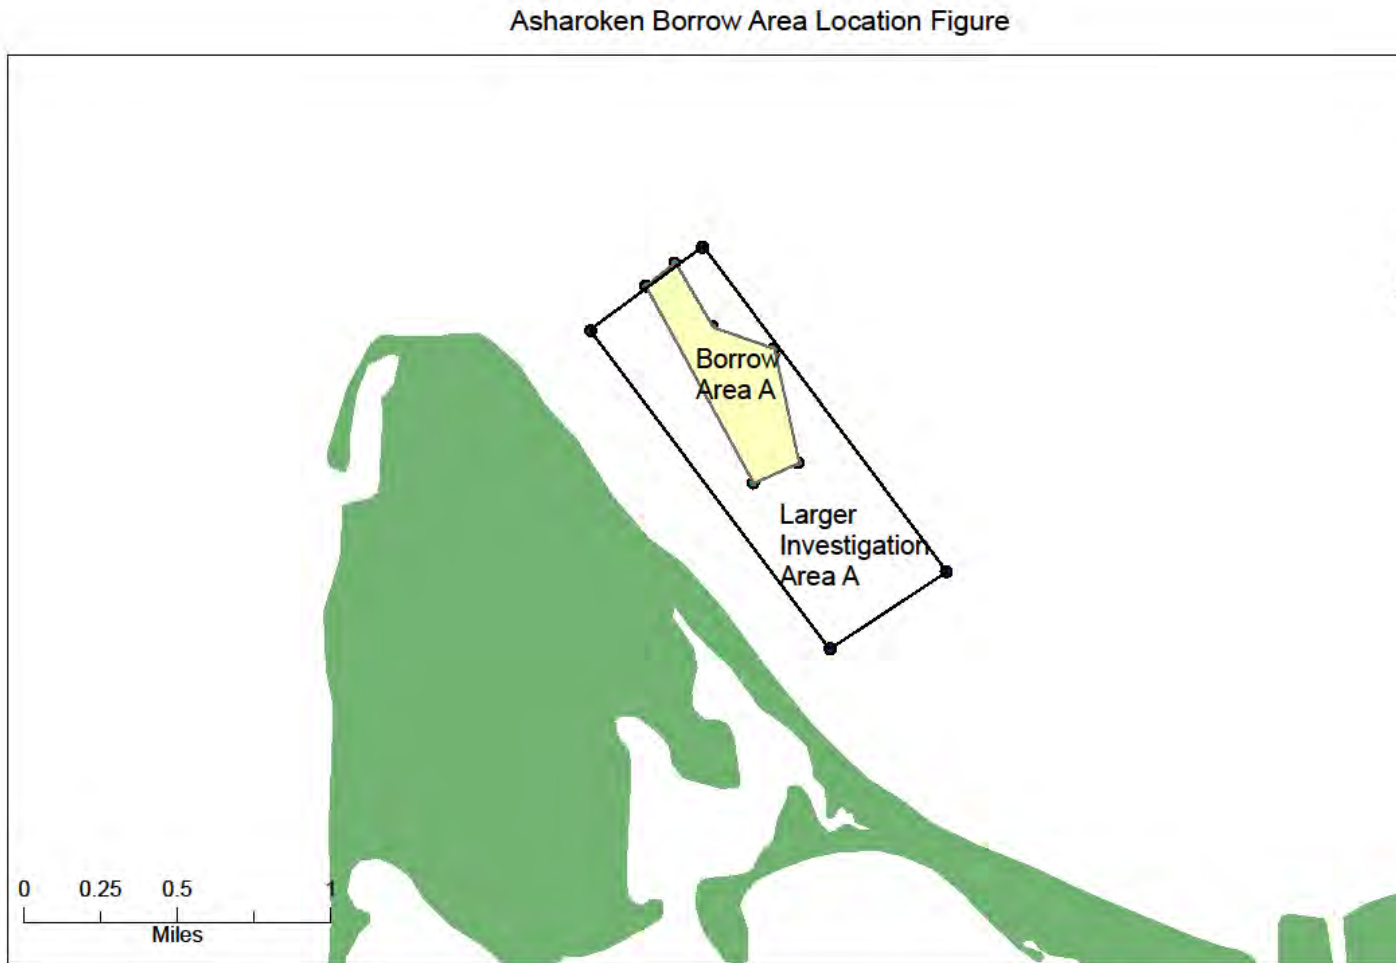 Asharoken Borrow Area Location Figure
Borrow
Area A
Larger
Investigation
Area A
0 0.25 0.5 1
Miles